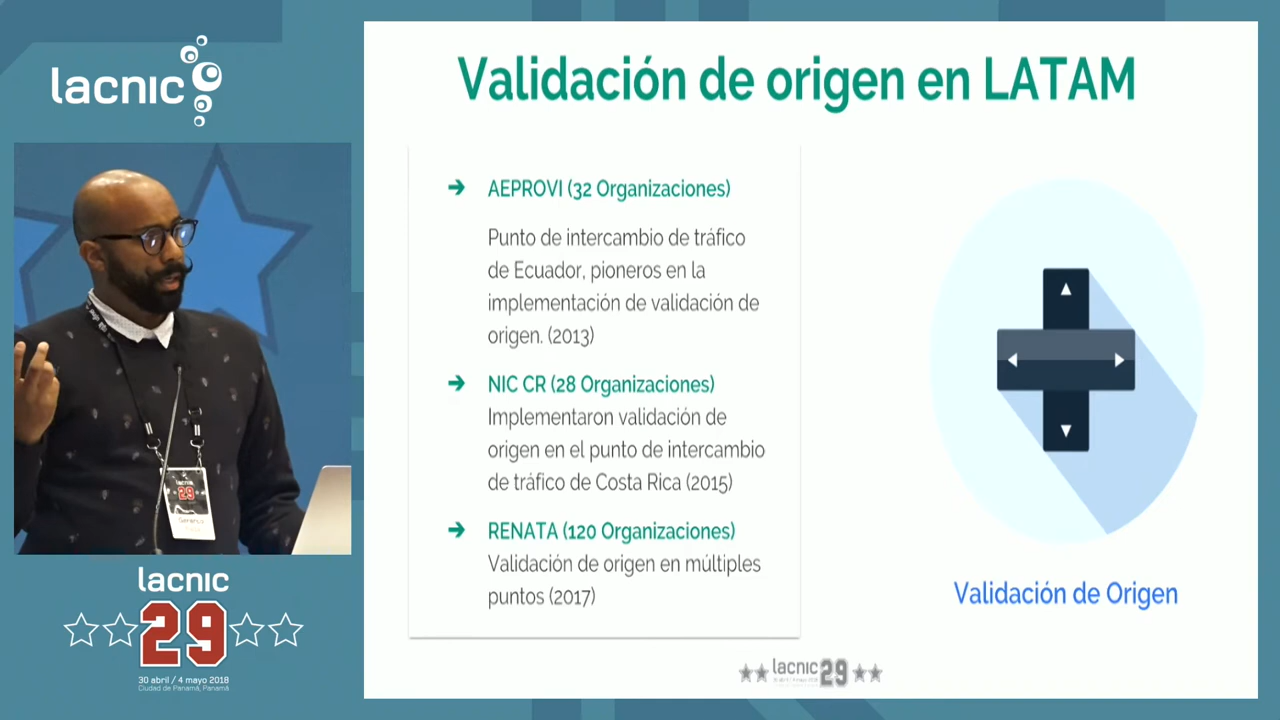 lacnic
Validación de origen en LATAM
AEPROVI (32 Organizaciones)
Punto de intercambio de tráfico
de Ecuador, pioneros en la
implementación de validación de
origen. (2013)
NIC CR (28 Organizaciones)
Implementaron validación de
origen en el punto de intercambio
de tráfico de Costa Rica (2015)
RENATA (120 Organizaciones)
Validación de origen en múltiples
puntos (2017)
Validación de Origen
lacnic
29
30 abril / 4 mayo 2018
Ciudad de Panamá, Panamá
lacnic 29
lacnic
29